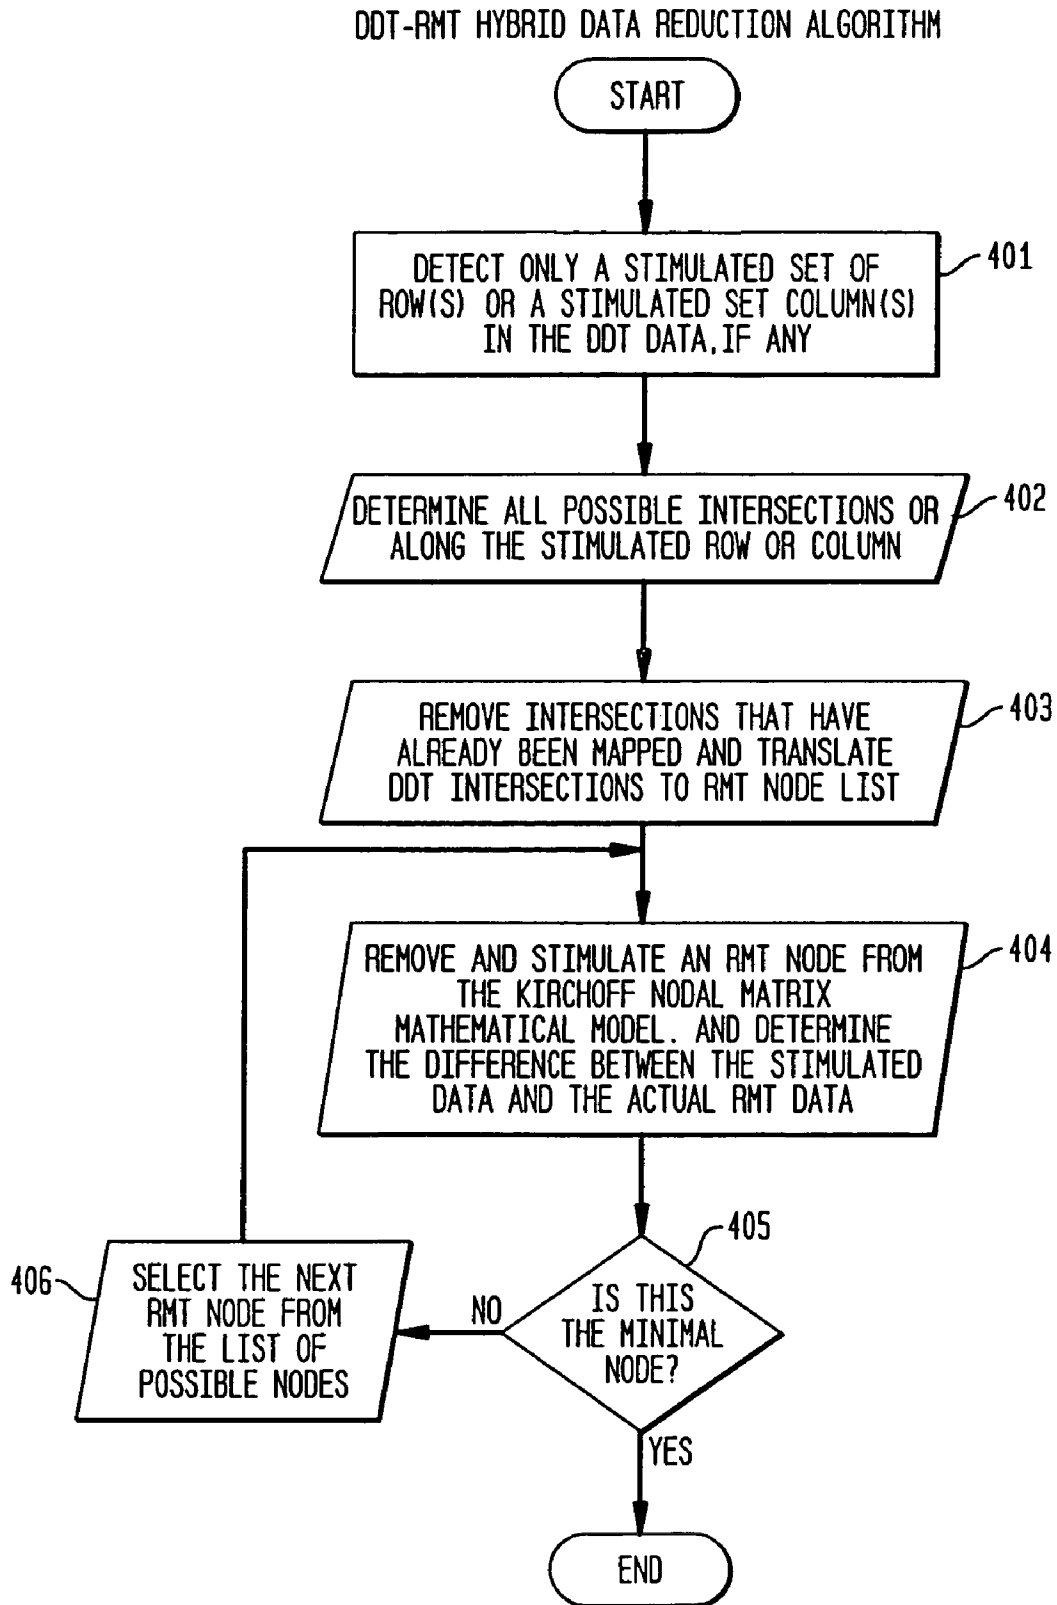 DDT-RMT HYBRID DATA REDUCTION ALGORITHM
START
DETECT ONLY A STIMULATED SET OF
ROW(S) OR A STIMULATED SET COLUMN(S)
IN THE DDT DATA, IF ANY
401
DETERMINE ALL POSSIBLE INTERSECTIONS OR
ALONG THE STIMULATED ROW OR COLUMN
402
REMOVE INTERSECTIONS THAT HAVE
ALREADY BEEN MAPPED AND TRANSLATE
DDT INTERSECTIONS TO RMT NODE LIST
403
REMOVE AND STIMULATE AN RMT NODE FROM
THE KIRCHOFF NODAL MATRIX
MATHEMATICAL MODEL. AND DETERMINE
THE DIFFERENCE BETWEEN THE STIMULATED
DATA AND THE ACTUAL RMT DATA
404
IS THIS
THE MINIMAL
NODE?
405
NO
SELECT THE NEXT
RMT NODE FROM
THE LIST OF
POSSIBLE NODES
406
YES
END